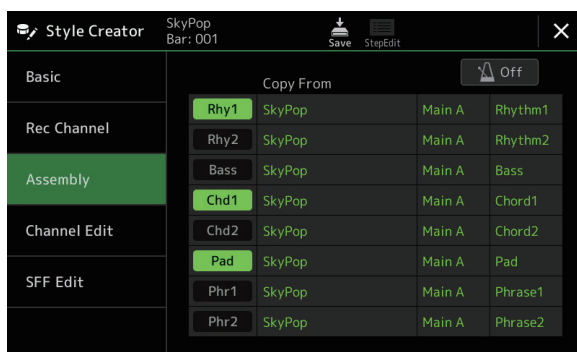 Style Creator
SkyPop
Bar: 001
Save
StepEdit
Basic
Rec Channel
Assembly
Channel Edit
SFF Edit
Copy From
Off
Rhy1 SkyPop Main A Rhythm1
Rhy2 SkyPop Main A Rhythm2
Bass SkyPop Main A Bass
Chd1 SkyPop Main A Chord1
Chd2 SkyPop Main A Chord2
Pad SkyPop Main A Pad
Phr1 SkyPop Main A Phrase1
Phr2 SkyPop Main A Phrase2